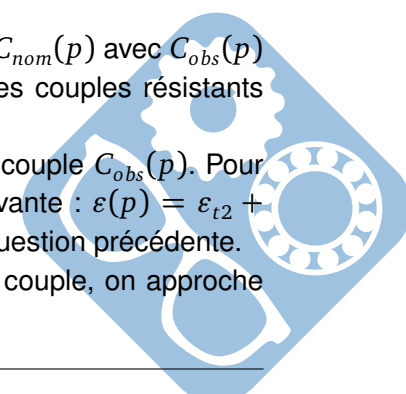 C_{nom}(p) avec C_{obs}(p)
es couples résistants
couple C_{obs}(p). Pour
vante : ε(p) = ε_{t2} +
uestion précédente.
couple, on approche